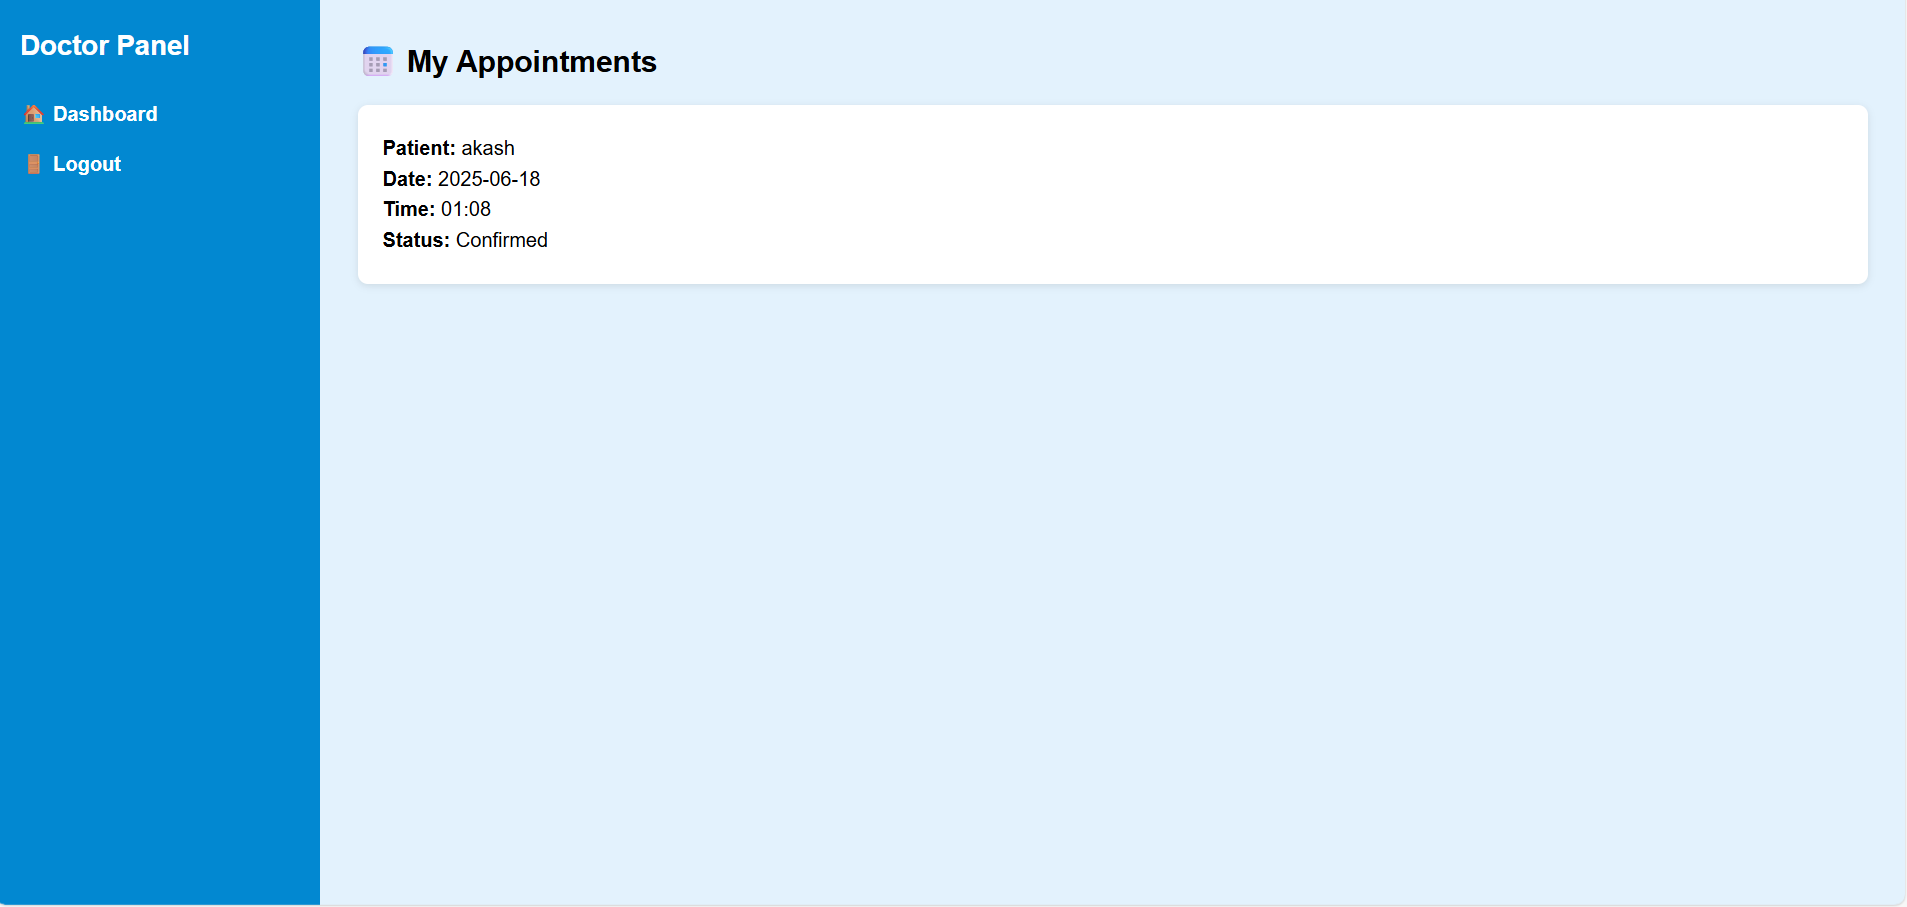 Doctor Panel
Dashboard
Logout
My Appointments
Patient: akash
Date: 2025-06-18
Time: 01:08
Status: Confirmed